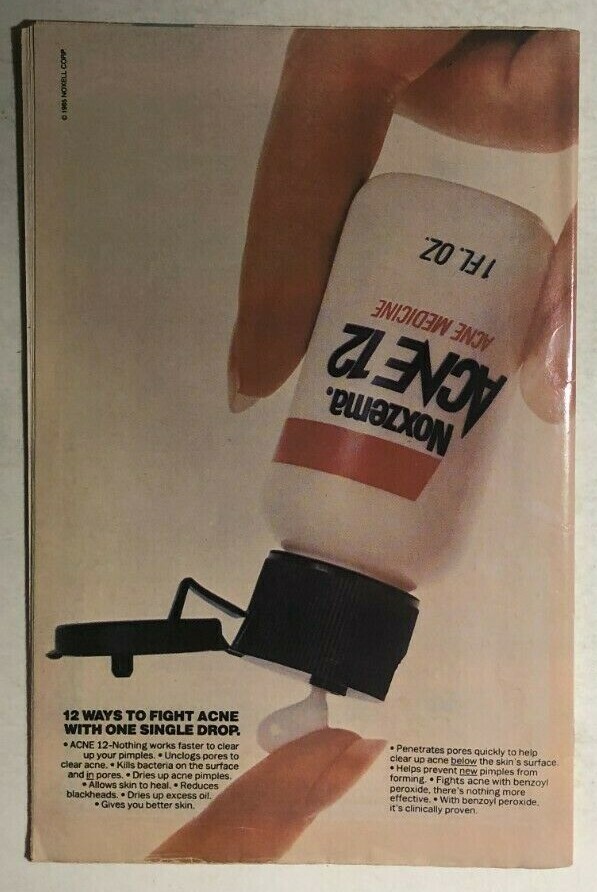 © 1985 NOXELL CORP.
1 FL. OZ.
ACNE MEDICINE
ACNE 12
Noxzema.
12 WAYS TO FIGHT ACNE
WITH ONE SINGLE DROP.
• ACNE 12-Nothing works faster to clear
up your pimples. • Unclogs pores to
clear acne. • Kills bacteria on the surface
and in pores. • Dries up acne pimples.
• Allows skin to heal. • Reduces
blackheads. • Dries up excess oil.
• Gives you better skin.
• Penetrates pores quickly to help
clear up acne below the skin's surface.
• Helps prevent new pimples from
forming. • Fights acne with benzoyl
peroxide, there's nothing more
effective. • With benzoyl peroxide,
it's clinically proven.